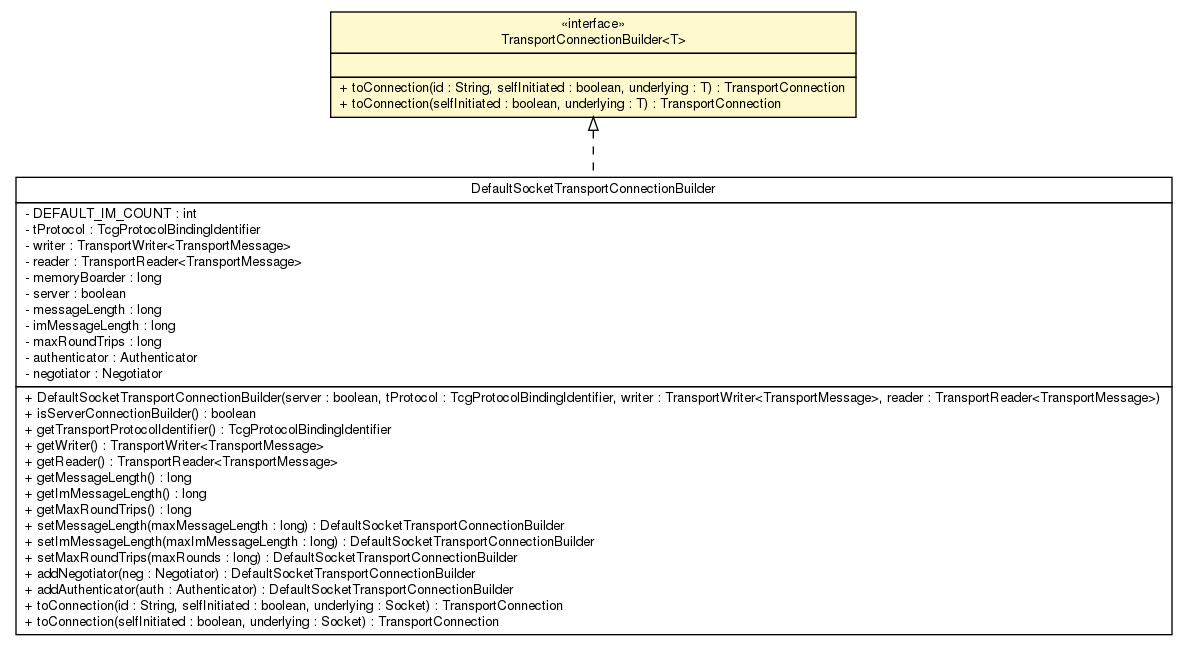 «interface»
TransportConnectionBuilder<T>
+ toConnection(id : String, selfInitiated : boolean, underlying : T) : TransportConnection
+ toConnection(selfInitiated : boolean, underlying : T) : TransportConnection
DefaultSocketTransportConnectionBuilder
- DEFAULT_IM_COUNT : int
- tProtocol : TcgProtocolBindingIdentifier
- writer : TransportWriter<TransportMessage>
- reader : TransportReader<TransportMessage>
- memoryBoarder : long
- server : boolean
- messageLength : long
- imMessageLength : long
- maxRoundTrips : long
- authenticator : Authenticator
- negotiator : Negotiator
+ DefaultSocketTransportConnectionBuilder(server : boolean, tProtocol : TcgProtocolBindingIdentifier, writer : TransportWriter<TransportMessage>, reader : TransportReader<TransportMessage>)
+ isServerConnectionBuilder() : boolean
+ getTransportProtocolIdentifier() : TcgProtocolBindingIdentifier
+ getWriter() : TransportWriter<TransportMessage>
+ getReader() : TransportReader<TransportMessage>
+ getMessageLength() : long
+ getImMessageLength() : long
+ getMaxRoundTrips() : long
+ setMessageLength(maxMessageLength : long) : DefaultSocketTransportConnectionBuilder
+ setImMessageLength(maxImMessageLength : long) : DefaultSocketTransportConnectionBuilder
+ setMaxRoundTrips(maxRounds : long) : DefaultSocketTransportConnectionBuilder
+ addNegotiator(neg : Negotiator) : DefaultSocketTransportConnectionBuilder
+ addAuthenticator(auth : Authenticator) : DefaultSocketTransportConnectionBuilder
+ toConnection(id : String, selfInitiated : boolean, underlying : Socket) : TransportConnection
+ toConnection(selfInitiated : boolean, underlying : Socket) : TransportConnection